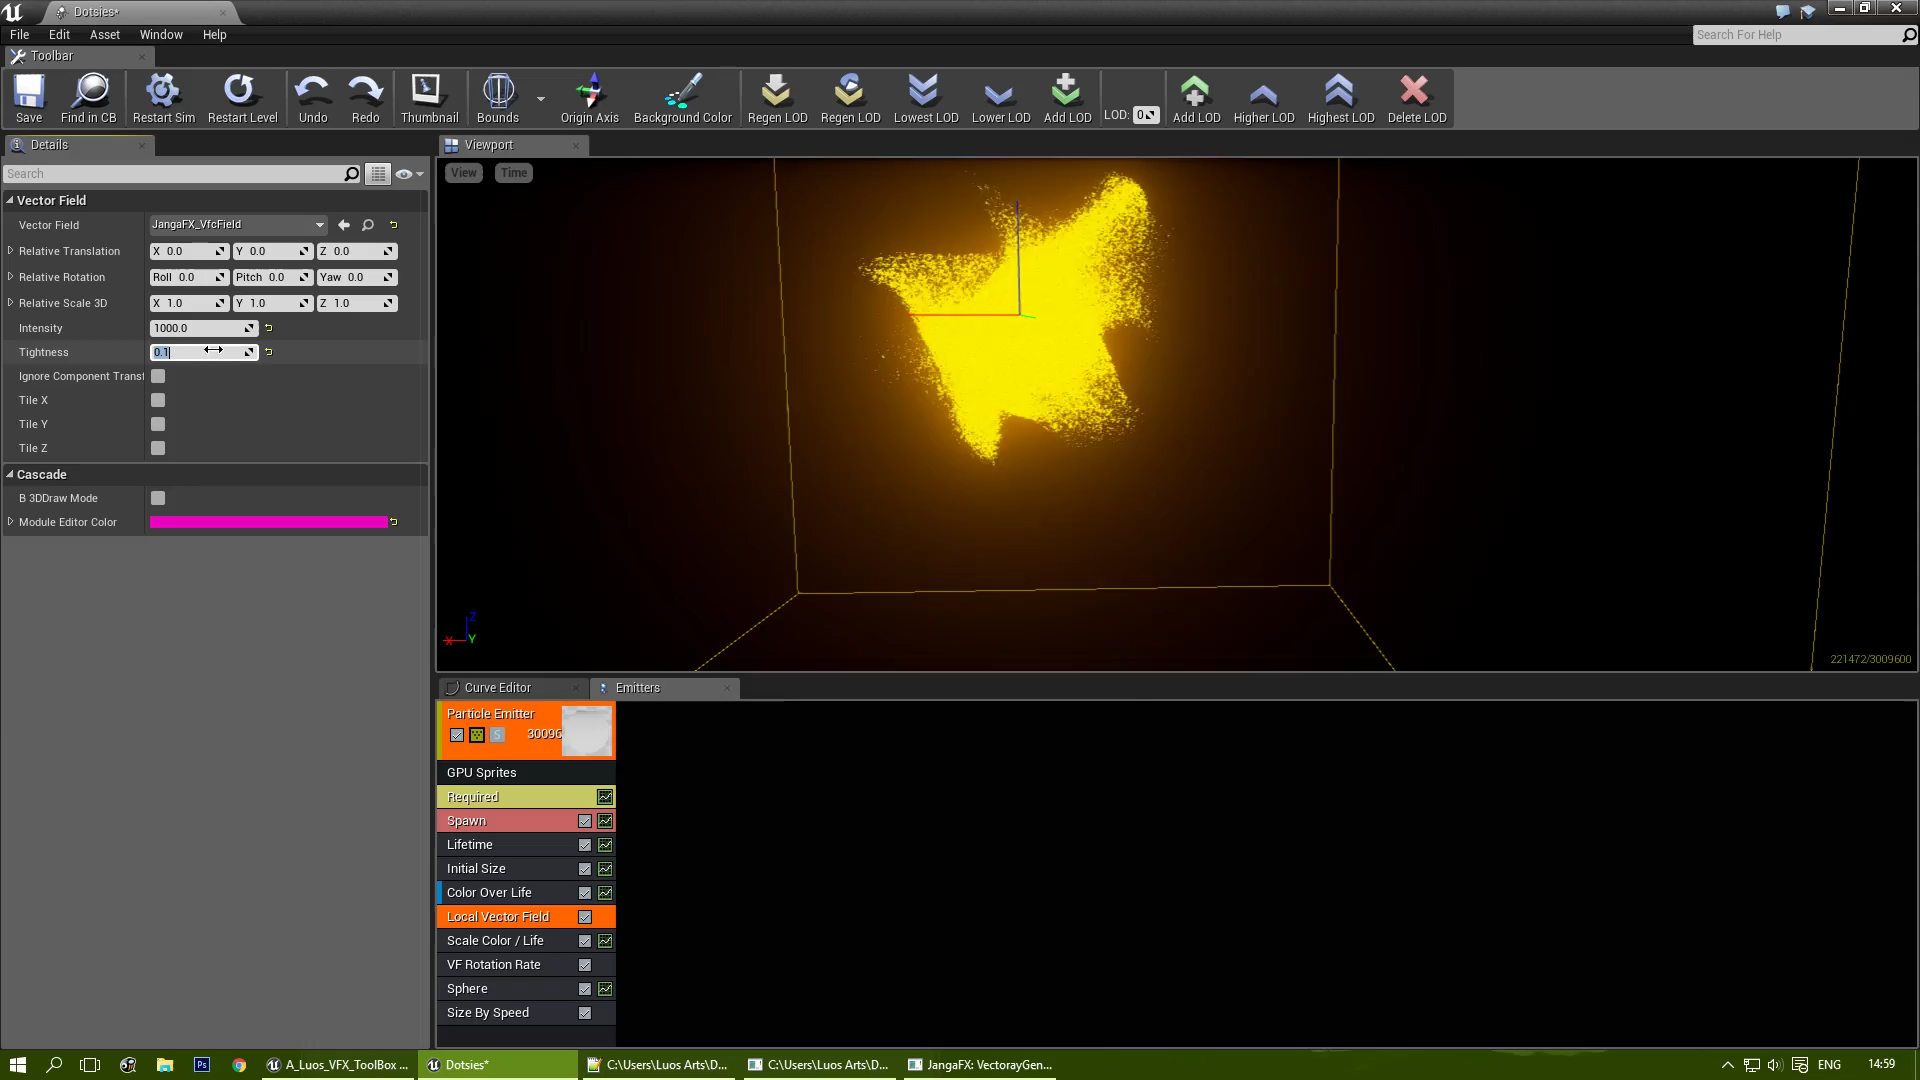 Dotsies*
File Edit Asset Window Help
Search For Help
Toolbar
Save Find in CB Restart Sim Restart Level Undo Redo Thumbnail Bounds Origin Axis Background Color Regen LOD Regen LOD Lowest LOD Lower LOD Add LOD LOD: 0 Add LOD Higher LOD Highest LOD Delete LOD
Details
Viewport
Search
View Time
Vector Field
Vector Field JangaFX_VfcField
Relative Translation X 0.0 Y 0.0 Z 0.0
Relative Rotation Roll 0.0 Pitch 0.0 Yaw 0.0
Relative Scale 3D X 1.0 Y 1.0 Z 1.0
Intensity 1000.0
Tightness 0.1
Ignore Component Transf
Tile X
Tile Y
Tile Z
Cascade
B 3DDraw Mode
Module Editor Color
Z
X Y
221472/3009600
Curve Editor Emitters
Particle Emitter
S 30096
GPU Sprites
Required
Spawn
Lifetime
Initial Size
Color Over Life
Local Vector Field
Scale Color / Life
VF Rotation Rate
Sphere
Size By Speed
Ps A_Luos_VFX_ToolBox ... Dotsies* C:\Users\Luos Arts\D... C:\Users\Luos Arts\D... JangaFX: VectorayGen... ENG 14:59